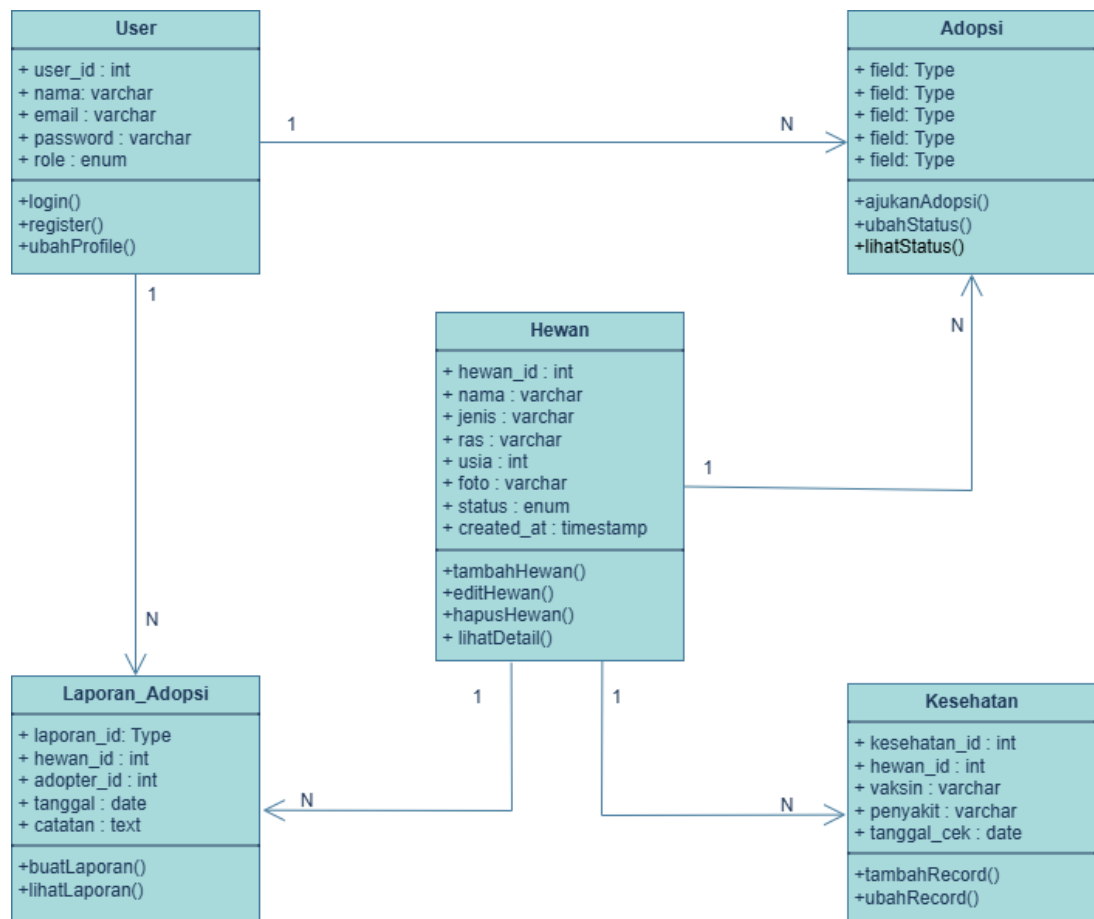 User
+ user_id : int
+ nama: varchar
+ email : varchar
+ password : varchar
+ role : enum
+login()
+register()
+ubahProfile()
1
N
Adopsi
+ field: Type
+ field: Type
+ field: Type
+ field: Type
+ field: Type
+ajukanAdopsi()
+ubahStatus()
+lihatStatus()
1
N
Hewan
+ hewan_id : int
+ nama : varchar
+ jenis : varchar
+ ras : varchar
+ usia : int
+ foto : varchar
+ status : enum
+ created_at : timestamp
+tambahHewan()
+editHewan()
+hapusHewan()
+ lihatDetail()
N
1
1
1
N
N
Laporan_Adopsi
+ laporan_id: Type
+ hewan_id : int
+ adopter_id : int
+ tanggal : date
+ catatan : text
+buatLaporan()
+lihatLaporan()
Kesehatan
+ kesehatan_id : int
+ hewan_id : int
+ vaksin : varchar
+ penyakit : varchar
+ tanggal_cek : date
+tambahRecord()
+ubahRecord()